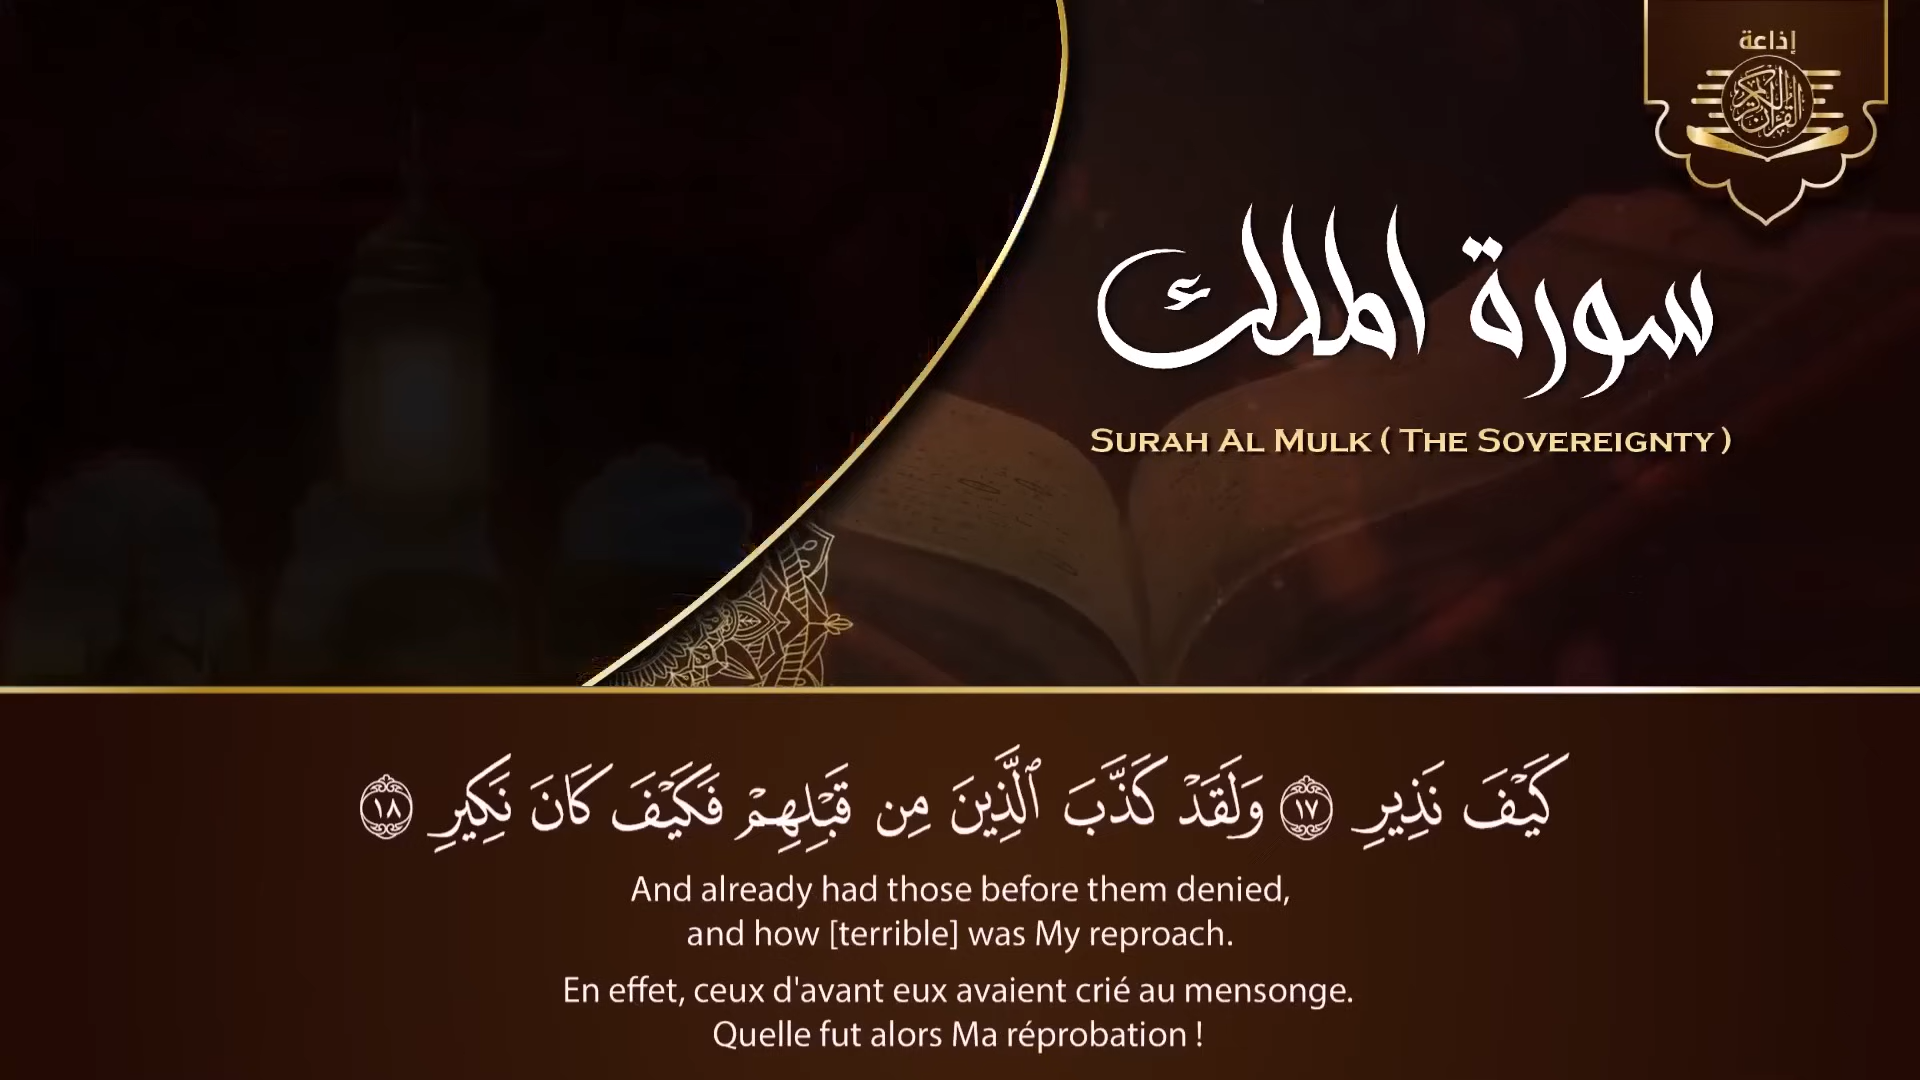 إذاعة
القرآن الكريم
سورة الملك
SURAH AL MULK ( THE SOVEREIGNTY )
كَيْفَ نَذِيرِ ١٧ وَلَقَدْ كَذَّبَ ٱلَّذِينَ مِن قَبْلِهِمْ فَكَيْفَ كَانَ نَكِيرِ ١٨
And already had those before them denied,
and how [terrible] was My reproach.
En effet, ceux d'avant eux avaient crié au mensonge.
Quelle fut alors Ma réprobation !